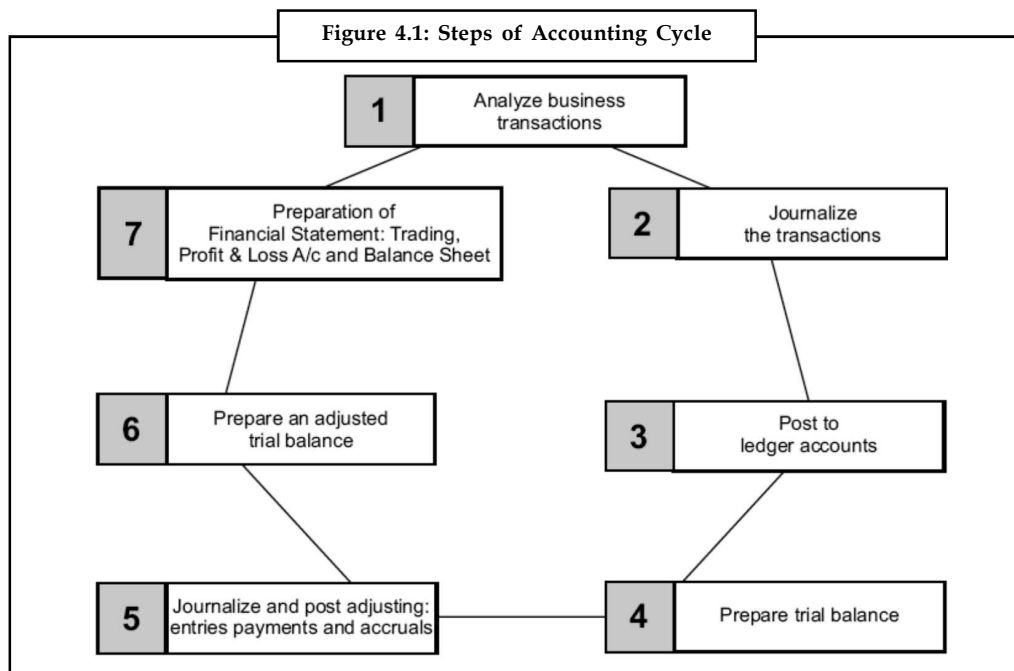 Figure 4.1: Steps of Accounting Cycle
1
Analyze business
transactions
2
Journalize
the transactions
3
Post to
ledger accounts
4
Prepare trial balance
5
Journalize and post adjusting:
entries payments and accruals
6
Prepare an adjusted
trial balance
7
Preparation of
Financial Statement: Trading,
Profit & Loss A/c and Balance Sheet